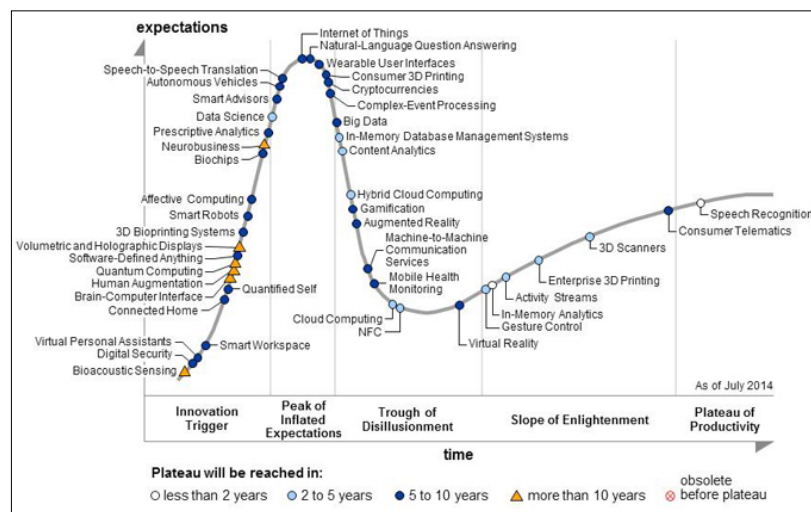 expectations
Internet of Things
Natural-Language Question Answering
Wearable User Interfaces
Consumer 3D Printing
Cryptocurrencies
Complex-Event Processing
Speech-to-Speech Translation
Autonomous Vehicles
Smart Advisors
Data Science
Prescriptive Analytics
Neurobusiness
Biochips
Big Data
In-Memory Database Management Systems
Content Analytics
Affective Computing
Smart Robots
3D Bioprinting Systems
Volumetric and Holographic Displays
Software-Defined Anything
Quantum Computing
Human Augmentation
Brain-Computer Interface
Connected Home
Quantified Self
Hybrid Cloud Computing
Gamification
Augmented Reality
Machine-to-Machine
Communication
Services
Mobile Health
Monitoring
Cloud Computing
NFC
Virtual Personal Assistants
Digital Security
Bioacoustic Sensing
Smart Workspace
Speech Recognition
Consumer Telematics
3D Scanners
Enterprise 3D Printing
Activity Streams
In-Memory Analytics
Gesture Control
Virtual Reality
As of July 2014
Innovation
Trigger
Peak of
Inflated
Expectations
Trough of
Disillusionment
Slope of Enlightenment
Plateau of
Productivity
time
Plateau will be reached in:
less than 2 years
2 to 5 years
5 to 10 years
more than 10 years
obsolete
before plateau